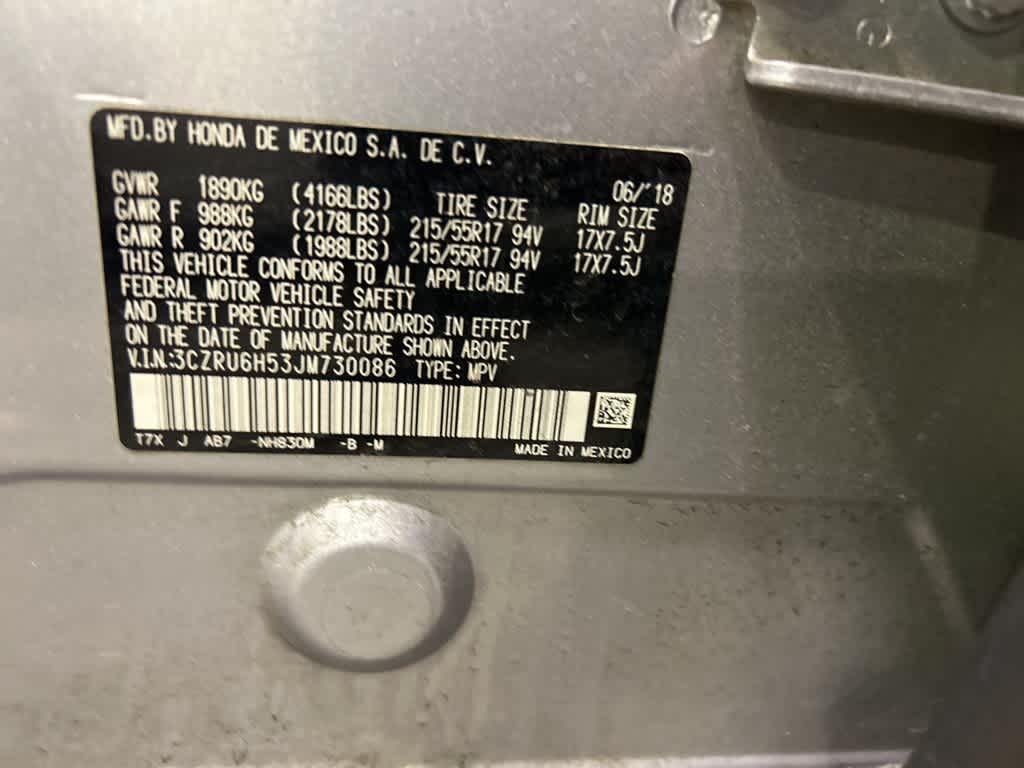 MFD.BY HONDA DE MEXICO S.A. DE C.V.
06/'18
GVWR 1890KG (4166LBS) TIRE SIZE RIM SIZE
GAWR F 988KG (2178LBS) 215/55R17 94V 17X7.5J
GAWR R 902KG (1988LBS) 215/55R17 94V 17X7.5J
THIS VEHICLE CONFORMS TO ALL APPLICABLE
FEDERAL MOTOR VEHICLE SAFETY
AND THEFT PREVENTION STANDARDS IN EFFECT
ON THE DATE OF MANUFACTURE SHOWN ABOVE.
V.I.N.:3CZRU6H53JM730086 TYPE: MPV
T7X J AB7 -NH830M -B -M MADE IN MEXICO